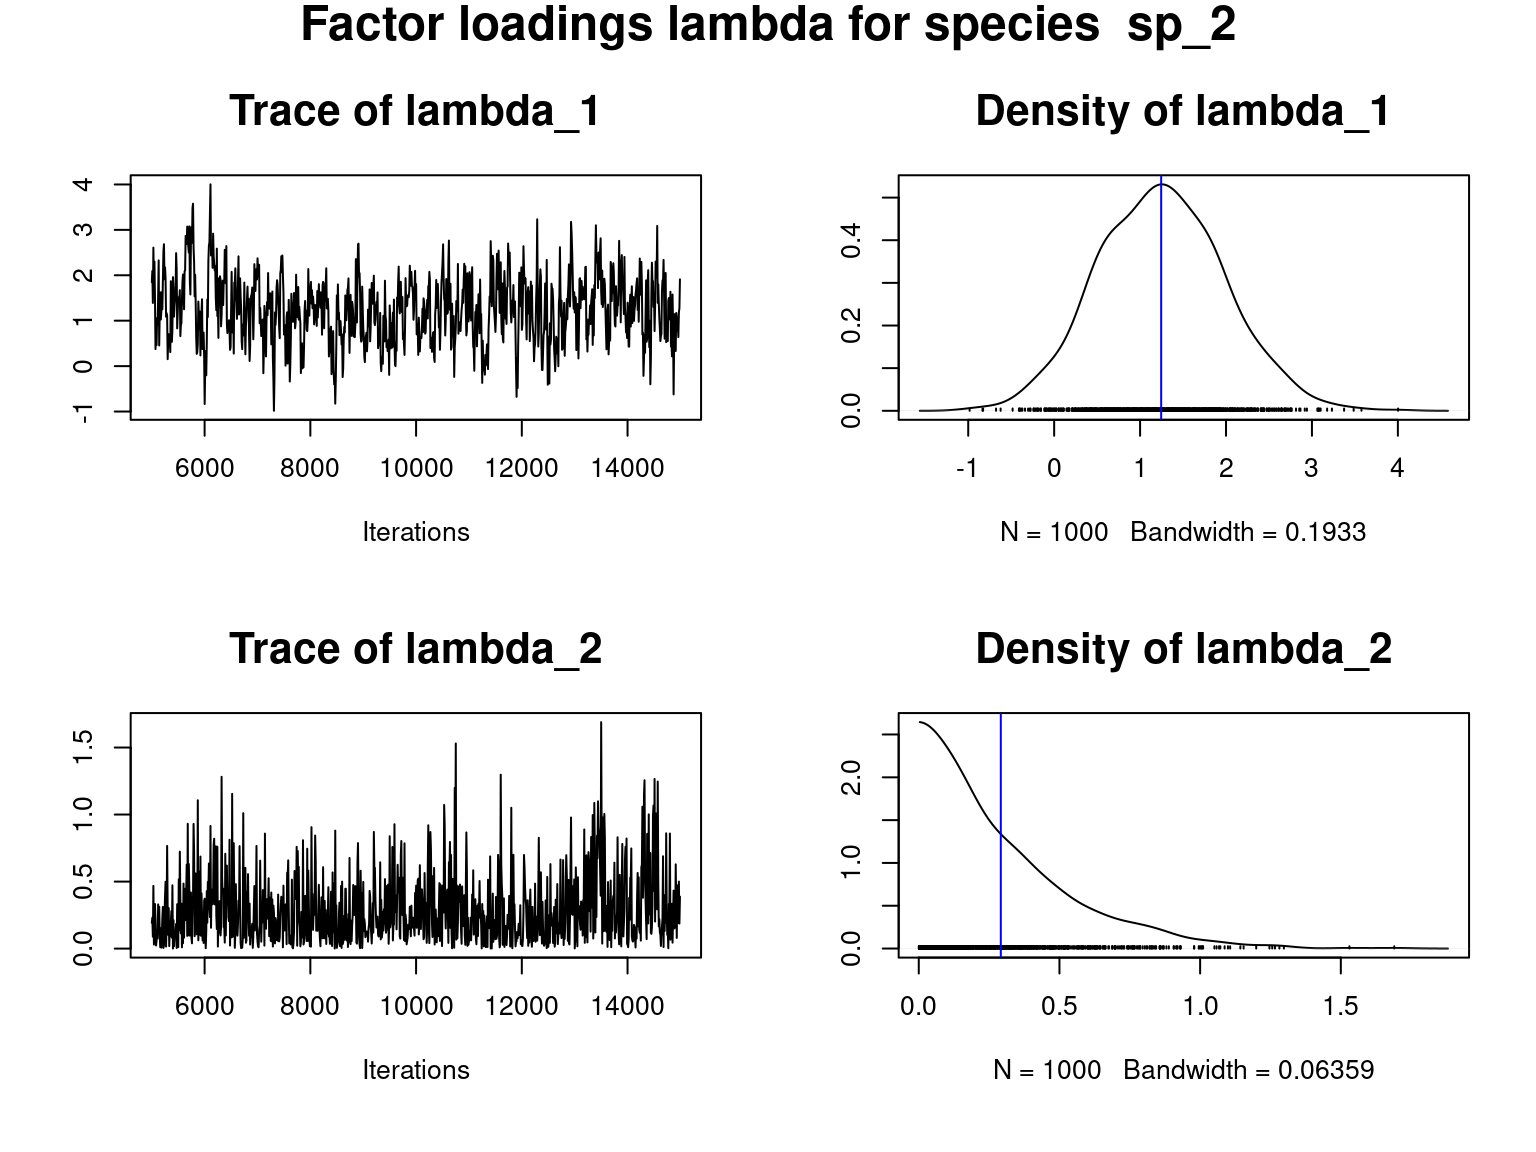 Factor loadings lambda for species  sp_2
Trace of lambda_1
Density of lambda_1
4
3
2
1
0
-1
6000 8000 10000 12000 14000
Iterations
0.4
0.2
0.0
-1 0 1 2 3 4
N = 1000   Bandwidth = 0.1933
Trace of lambda_2
Density of lambda_2
1.5
1.0
0.5
0.0
6000 8000 10000 12000 14000
Iterations
2.0
1.0
0.0
0.0 0.5 1.0 1.5
N = 1000   Bandwidth = 0.06359